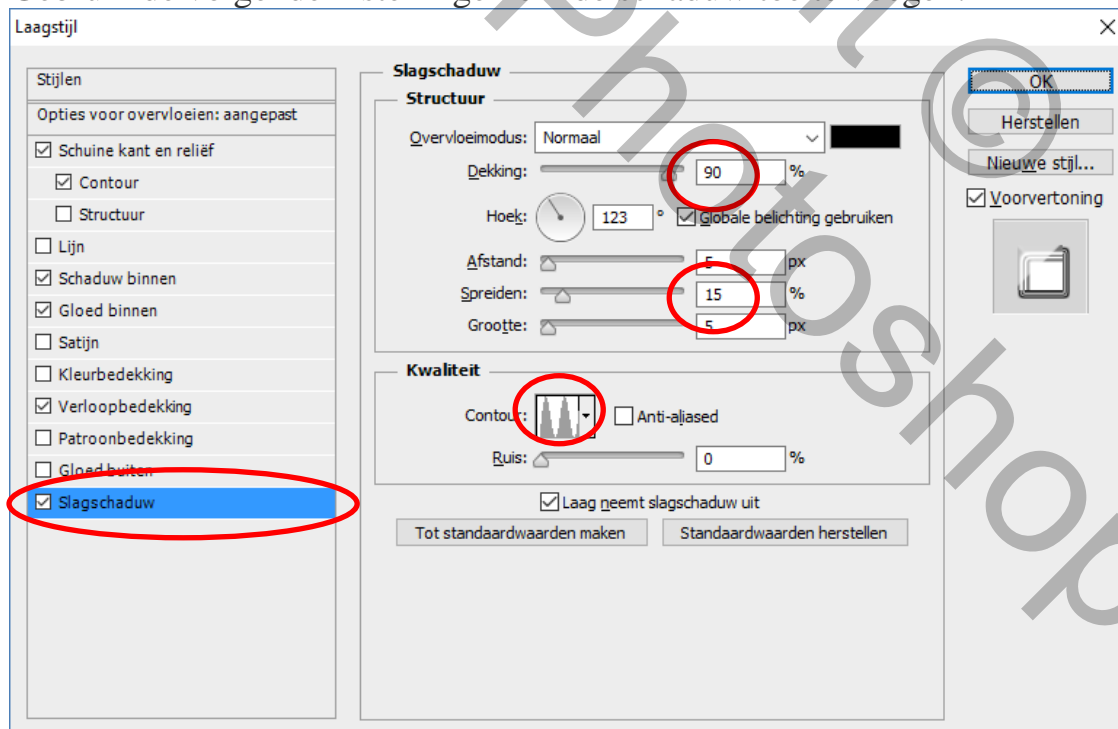 Laagstijl
Stijlen
Opties voor overvloeien: aangepast
Schuine kant en reliëf
Contour
Structuur
Lijn
Schaduw binnen
Gloed binnen
Satijn
Kleurbedekking
Verloopbedekking
Patroonbedekking
Gloed buiten
Slagschaduw
Slagschaduw
Structuur
Overvloeimodus: Normaal
Dekking: 90 %
Hoek: 123 ° Globale belichting gebruiken
Afstand: 5 px
Spreiden: 15 %
Grootte: 5 px
Kwaliteit
Contour: Anti-aliased
Ruis: 0 %
Laag neemt slagschaduw uit
Tot standaardwaarden maken Standaardwaarden herstellen
OK
Herstellen
Nieuwe stijl...
Voorvertoning
Photoshop